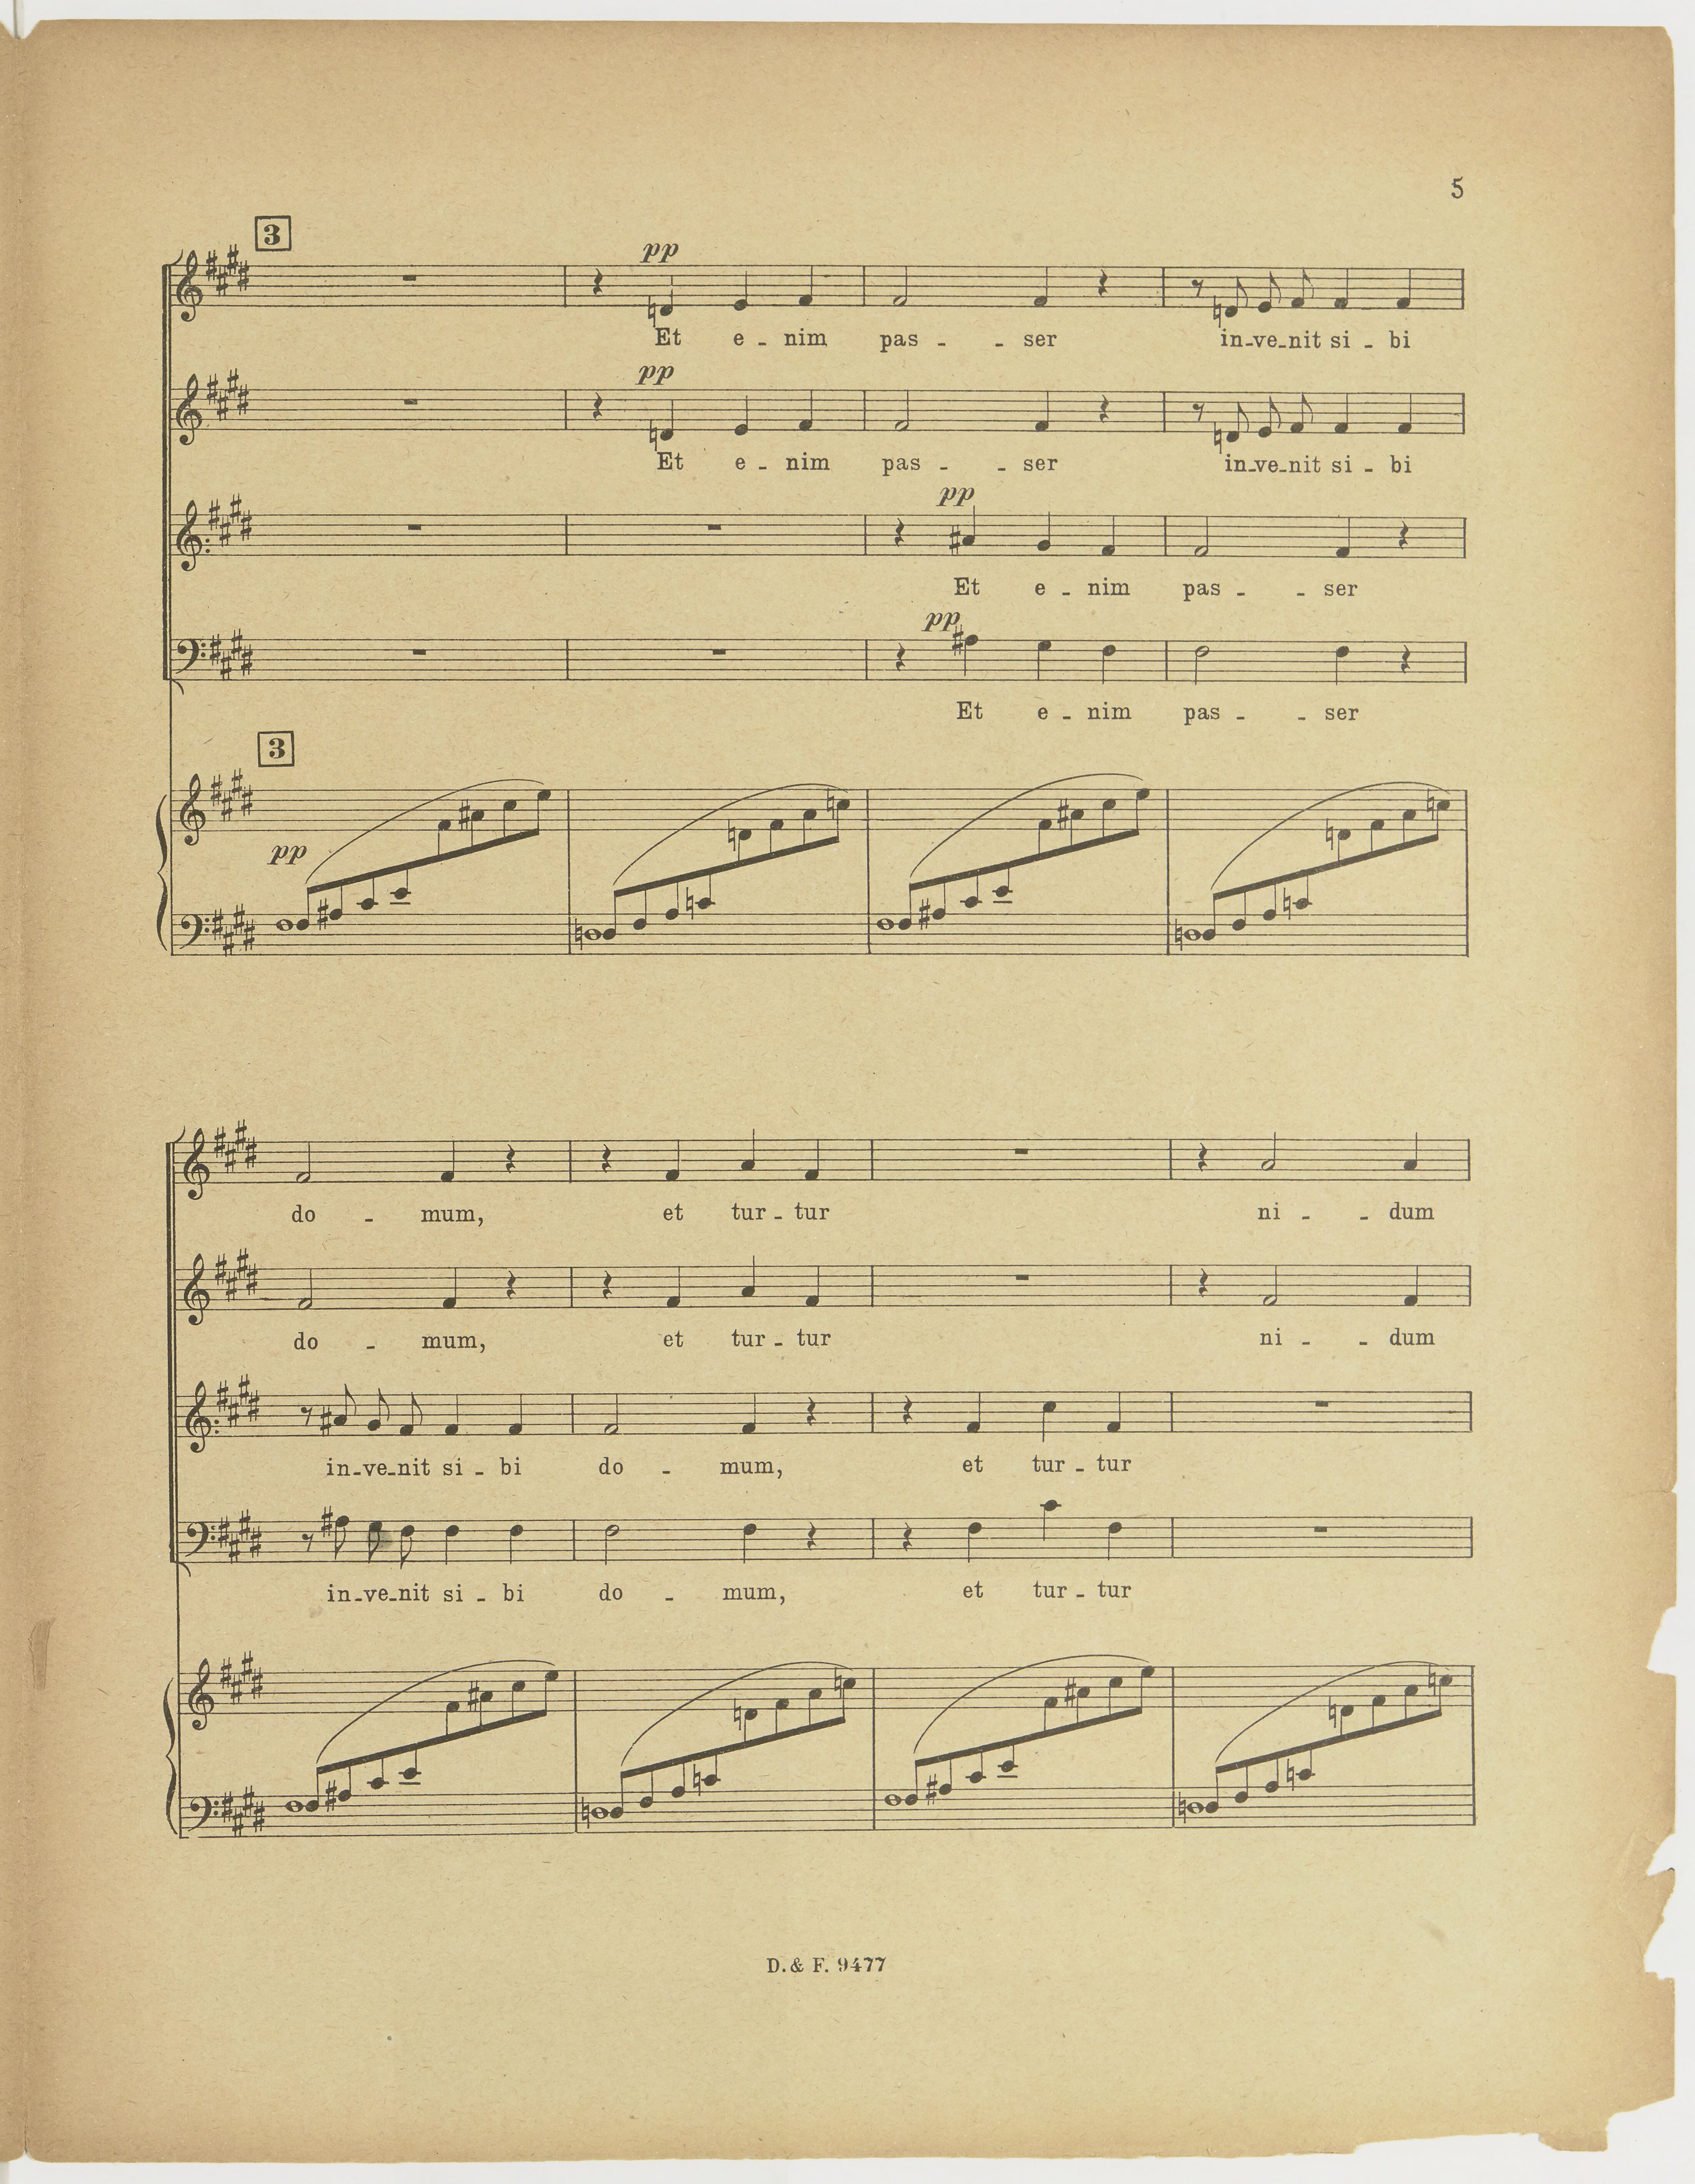 5
3
pp
Et e - nim pas - - ser in-ve-nit si - bi
pp
Et e - nim pas - - ser in-ve-nit si - bi
pp
Et e - nim pas - - ser
pp
Et e - nim pas - - ser
3
pp
do - mum, et tur - tur ni - - dum
do - mum, et tur - tur ni - - dum
in-ve-nit si - bi do - mum, et tur - tur
in-ve-nit si - bi do - mum, et tur - tur
D. & F. 9477